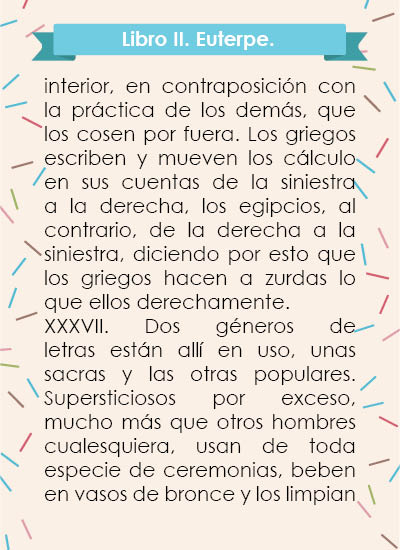 Libro II. Euterpe.
interior, en contraposición con
la práctica de los demás, que
los cosen por fuera. Los griegos
escriben y mueven los cálculo
en sus cuentas de la siniestra
a la derecha, los egipcios, al
contrario, de la derecha a la
siniestra, diciendo por esto que
los griegos hacen a zurdas lo
que ellos derechamente.
XXXVII. Dos géneros de
letras están allí en uso, unas
sacras y las otras populares.
Supersticiosos por exceso,
mucho más que otros hombres
cualesquiera, usan de toda
especie de ceremonias, beben
en vasos de bronce y los limpian